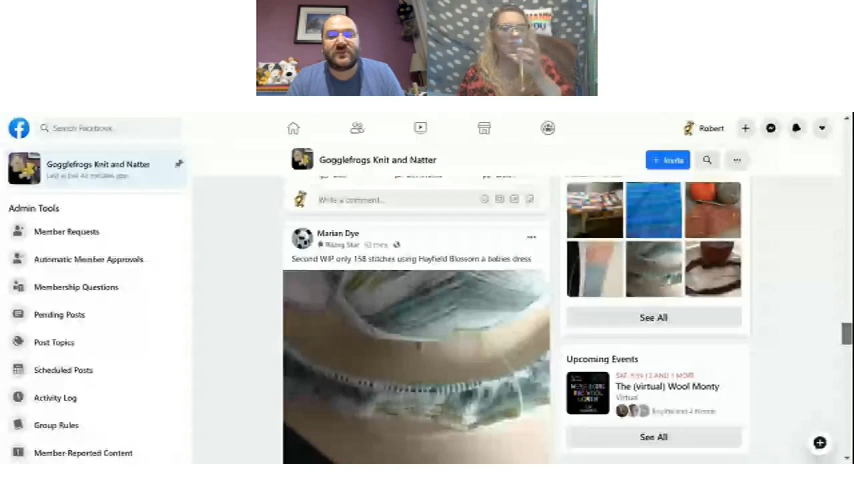 Search Facebook
Robert
Gogglefrogs Knit and Natter
Gogglefrogs Knit and Natter
+ Invite
Admin Tools
Write a comment...
Member Requests
Marian Dye
Rising Star
Automatic Member Approvals
Second WIP only 158 stitches using Hayfield Blossom a babies dress
Membership Questions
Pending Posts
See All
Post Topics
Upcoming Events
Scheduled Posts
The (virtual) Wool Monty
Virtual
Activity Log
Group Rules
See All
Member-Reported Content